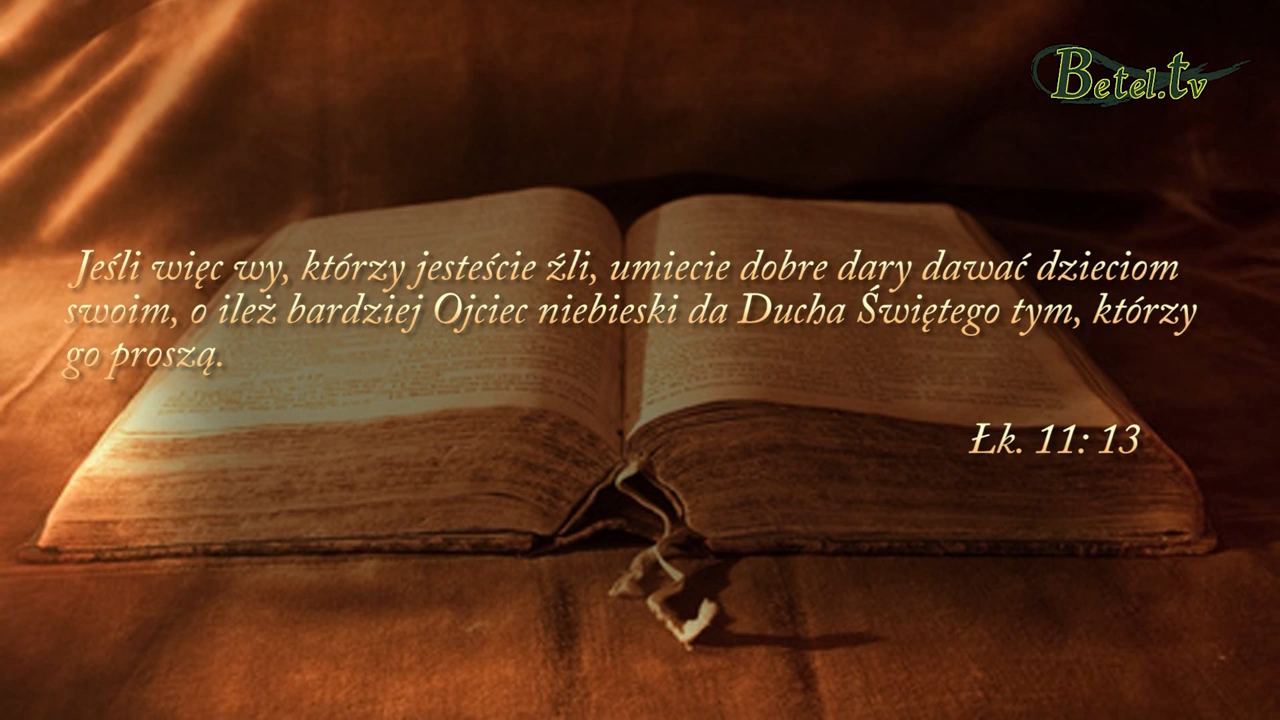 Betel.tv
Jeśli więc wy, którzy jesteście źli, umiecie dobre dary dawać dzieciom
swoim, o ileż bardziej Ojciec niebieski da Ducha Świętego tym, którzy
go proszą.
Łk. 11: 13